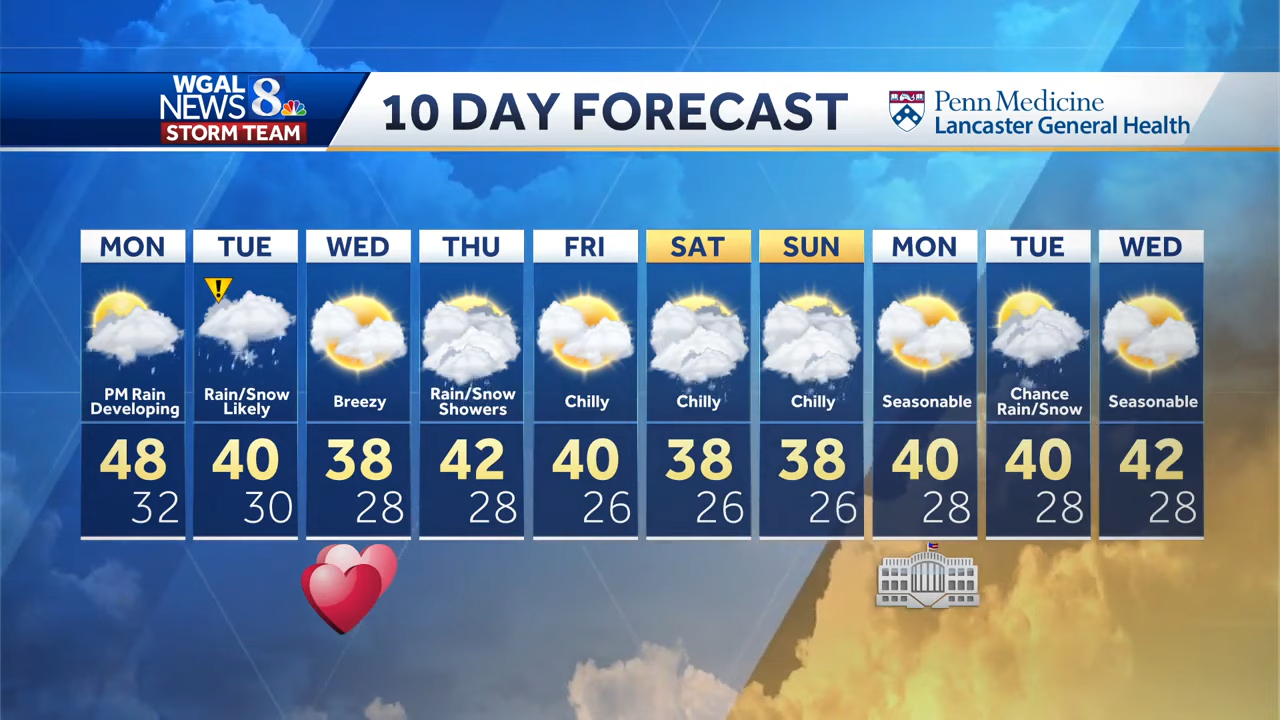 WGAL
NEWS 8
STORM TEAM
10 DAY FORECAST
Penn Medicine
Lancaster General Health
MON
TUE
WED
THU
FRI
SAT
SUN
MON
TUE
WED
!
PM Rain
Developing
Rain/Snow
Likely
Breezy
Rain/Snow
Showers
Chilly
Chilly
Chilly
Seasonable
Chance
Rain/Snow
Seasonable
48
40
38
42
40
38
38
40
40
42
32
30
28
28
26
26
26
28
28
28